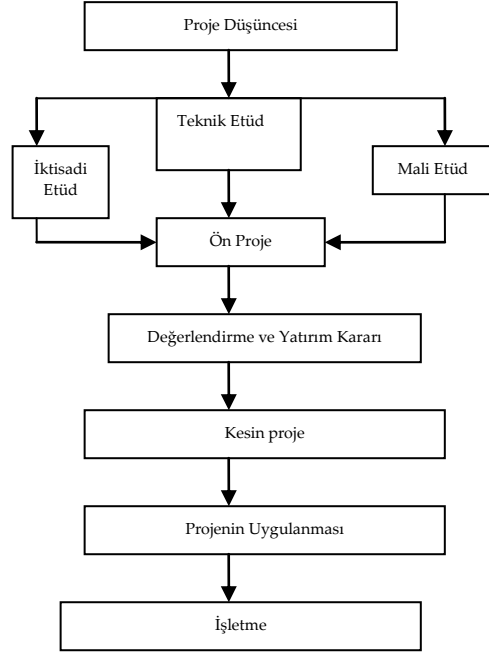 Proje Düşüncesi
Teknik Etüd
İktisadi
Etüd
Mali Etüd
Ön Proje
Değerlendirme ve Yatırım Kararı
Kesin proje
Projenin Uygulanması
İşletme